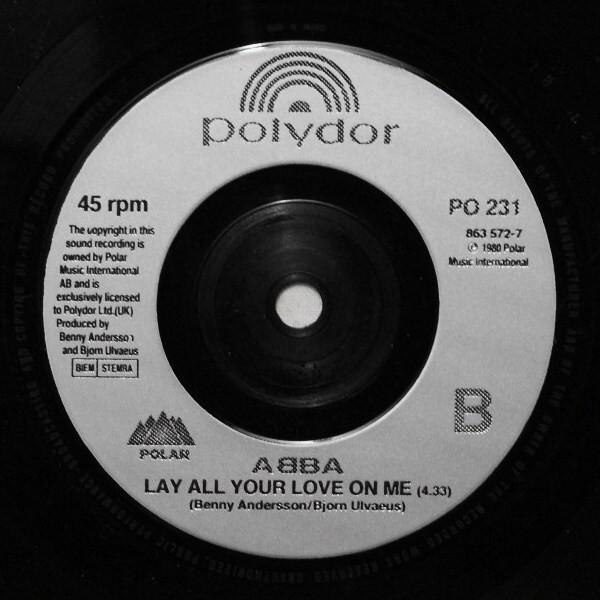 polydor
45 rpm
The copyright in this
sound recording is
owned by Polar
Music International
AB and is
exclusively licensed
to Polydor Ltd.(UK)
Produced by
Benny Andersson
and Bjorn Ulvaeus
BIEM STEMRA
PO 231
863 572-7
℗ 1980 Polar
Music International
B
POLAR
ABBA
LAY ALL YOUR LOVE ON ME (4.33)
(Benny Andersson/Bjorn Ulvaeus)